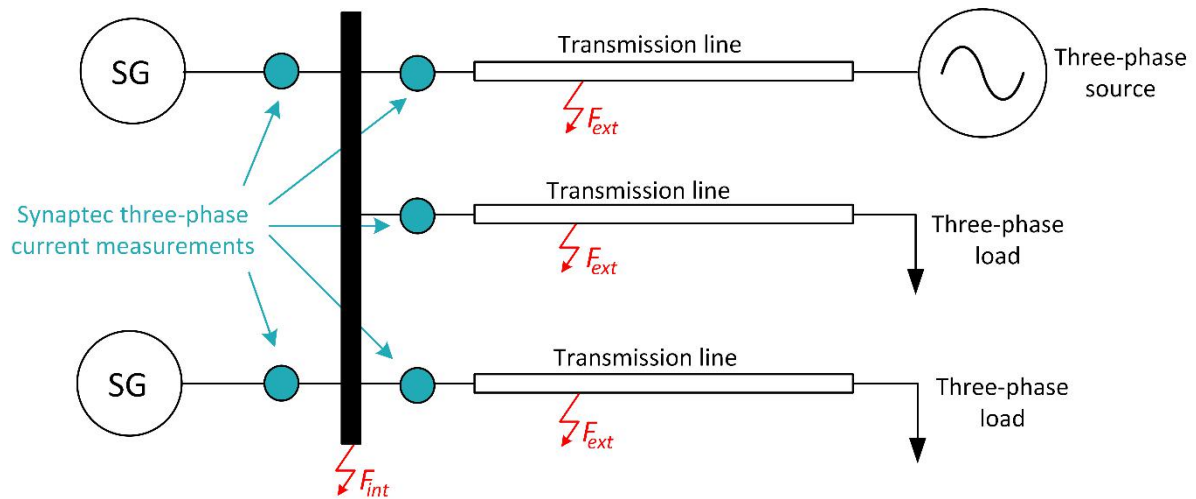 SG
Transmission line
Three-phase
source
F_ext
Transmission line
Synaptec three-phase
current measurements
Three-phase
load
F_ext
SG
Transmission line
Three-phase
load
F_ext
F_int